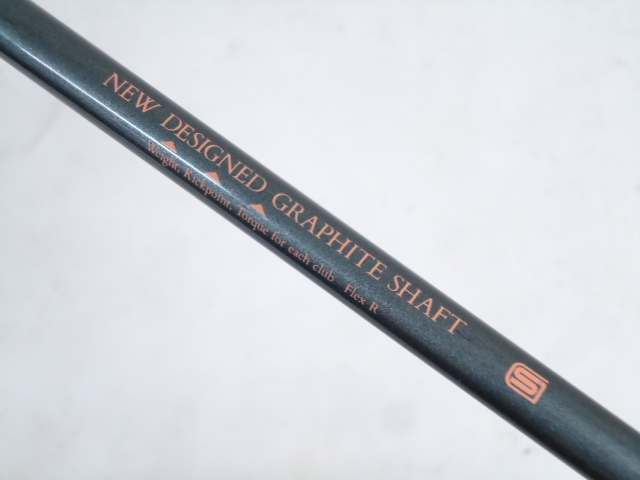 NEW DESIGNED GRAPHITE SHAFT
Weight, Kickpoint, Torque for each club Flex R
S